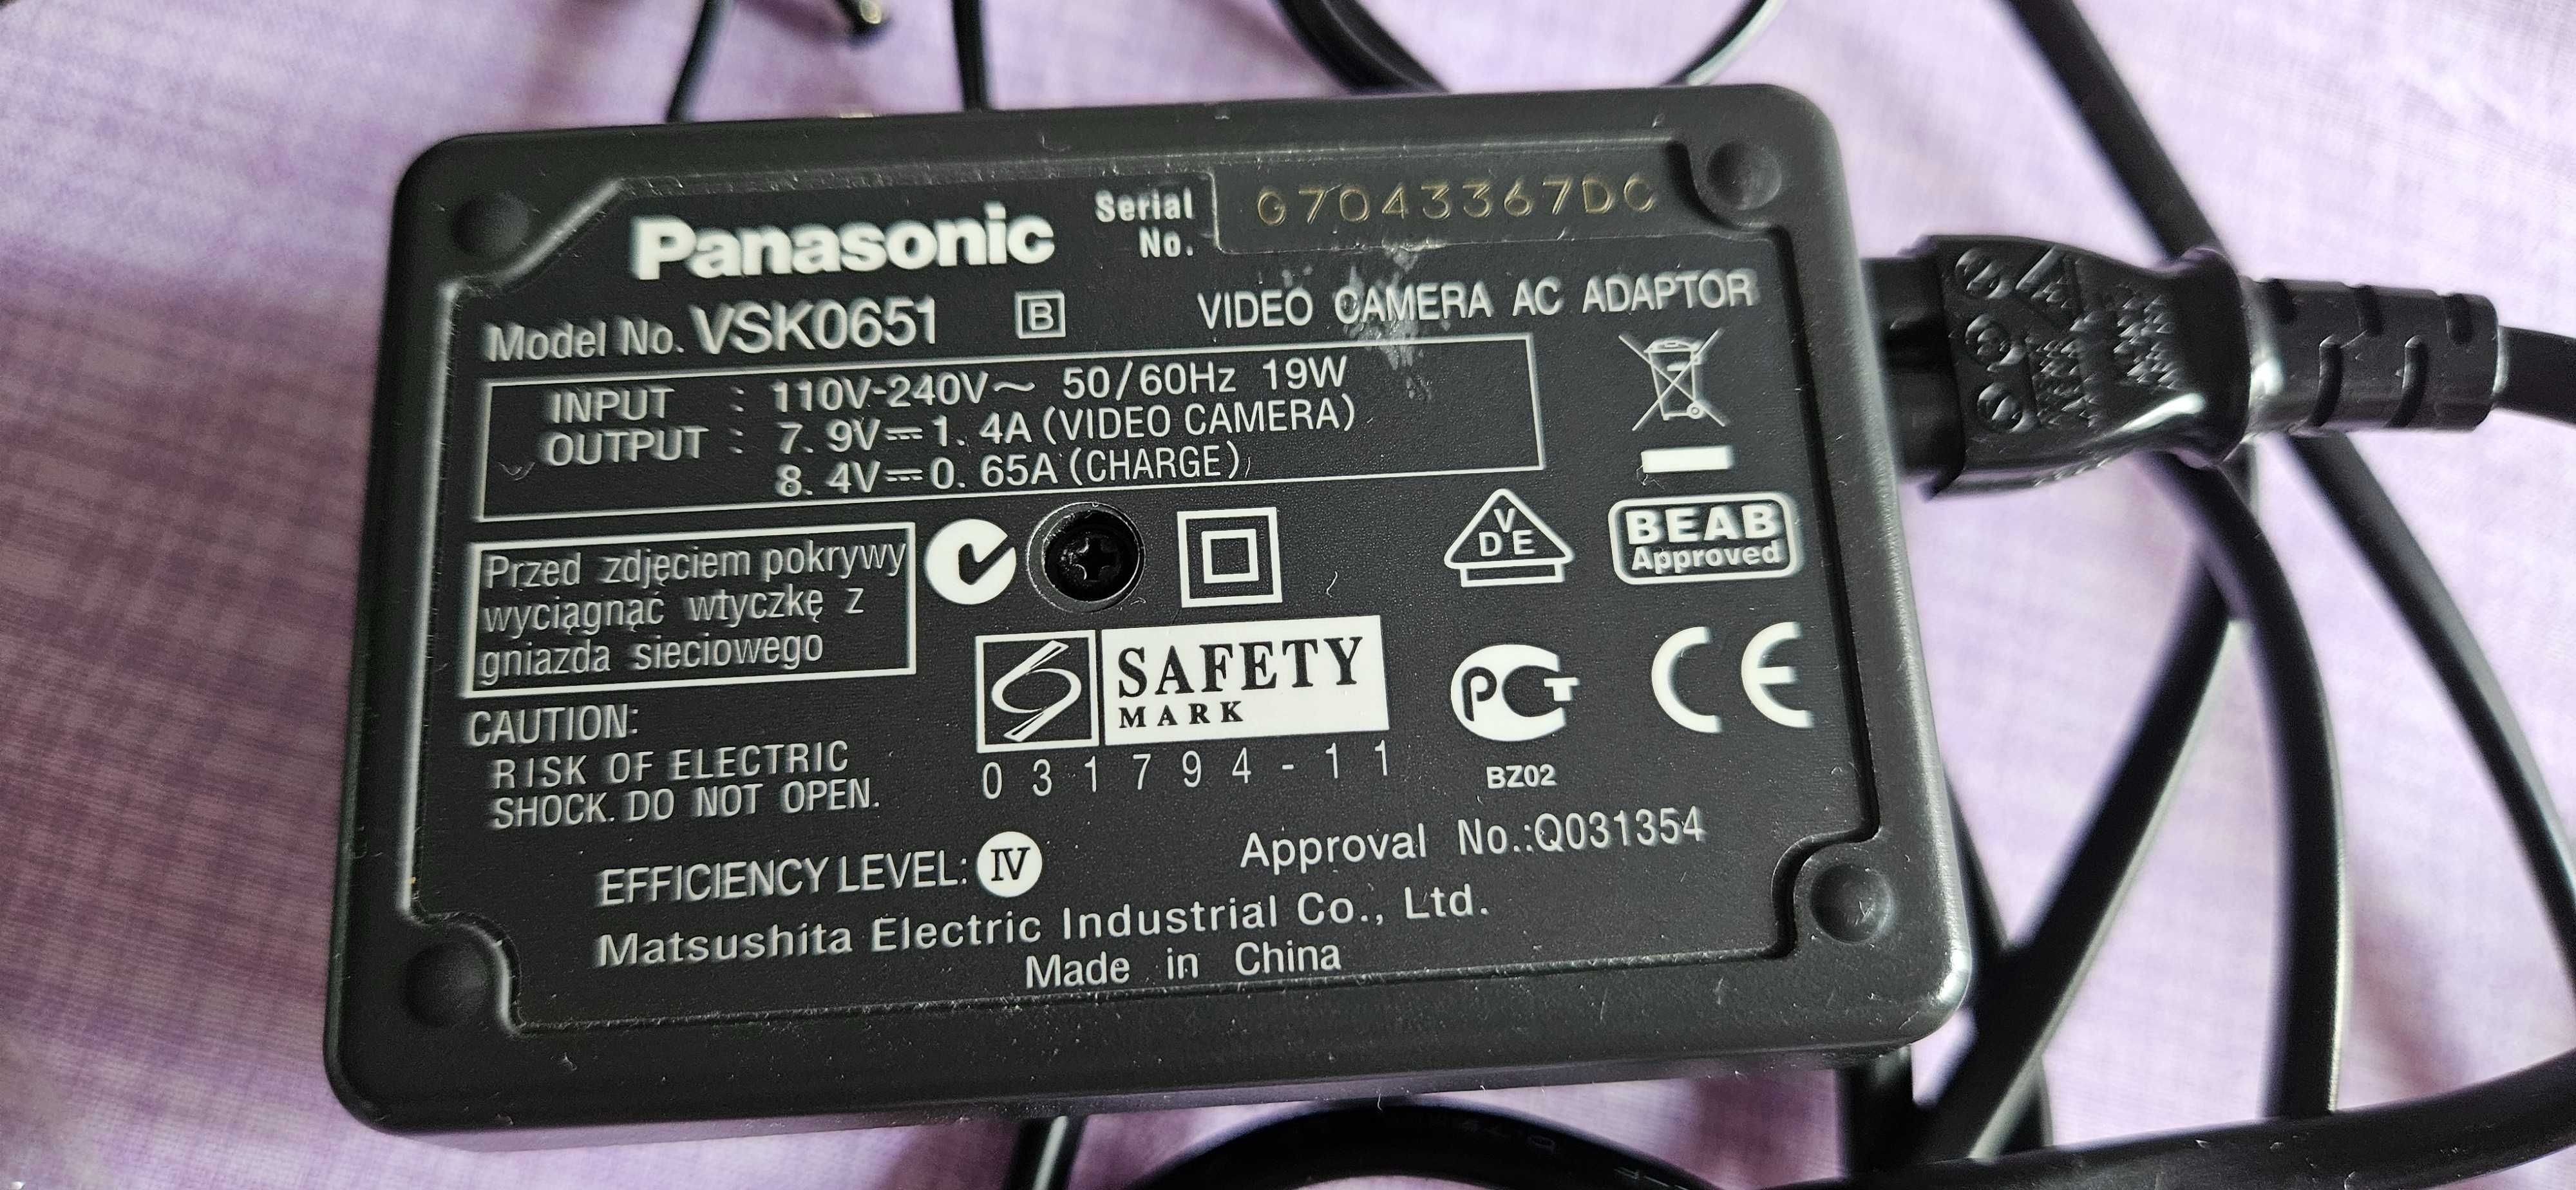 Panasonic
Serial No. G7043367DC
Model No. VSK0651 B VIDEO CAMERA AC ADAPTOR
INPUT : 110V-240V~ 50/60Hz 19W
OUTPUT : 7. 9V⎓1. 4A (VIDEO CAMERA)
8. 4V⎓0. 65A (CHARGE)
Przed zdjęciem pokrywy
wyciągnąć wtyczkę z
gniazda sieciowego
VDE
BEAB
Approved
SAFETY
MARK
031794-11
PCT
BZ02
CE
CAUTION:
RISK OF ELECTRIC
SHOCK. DO NOT OPEN.
EFFICIENCY LEVEL: IV
Approval No.:Q031354
Matsushita Electric Industrial Co., Ltd.
Made in China